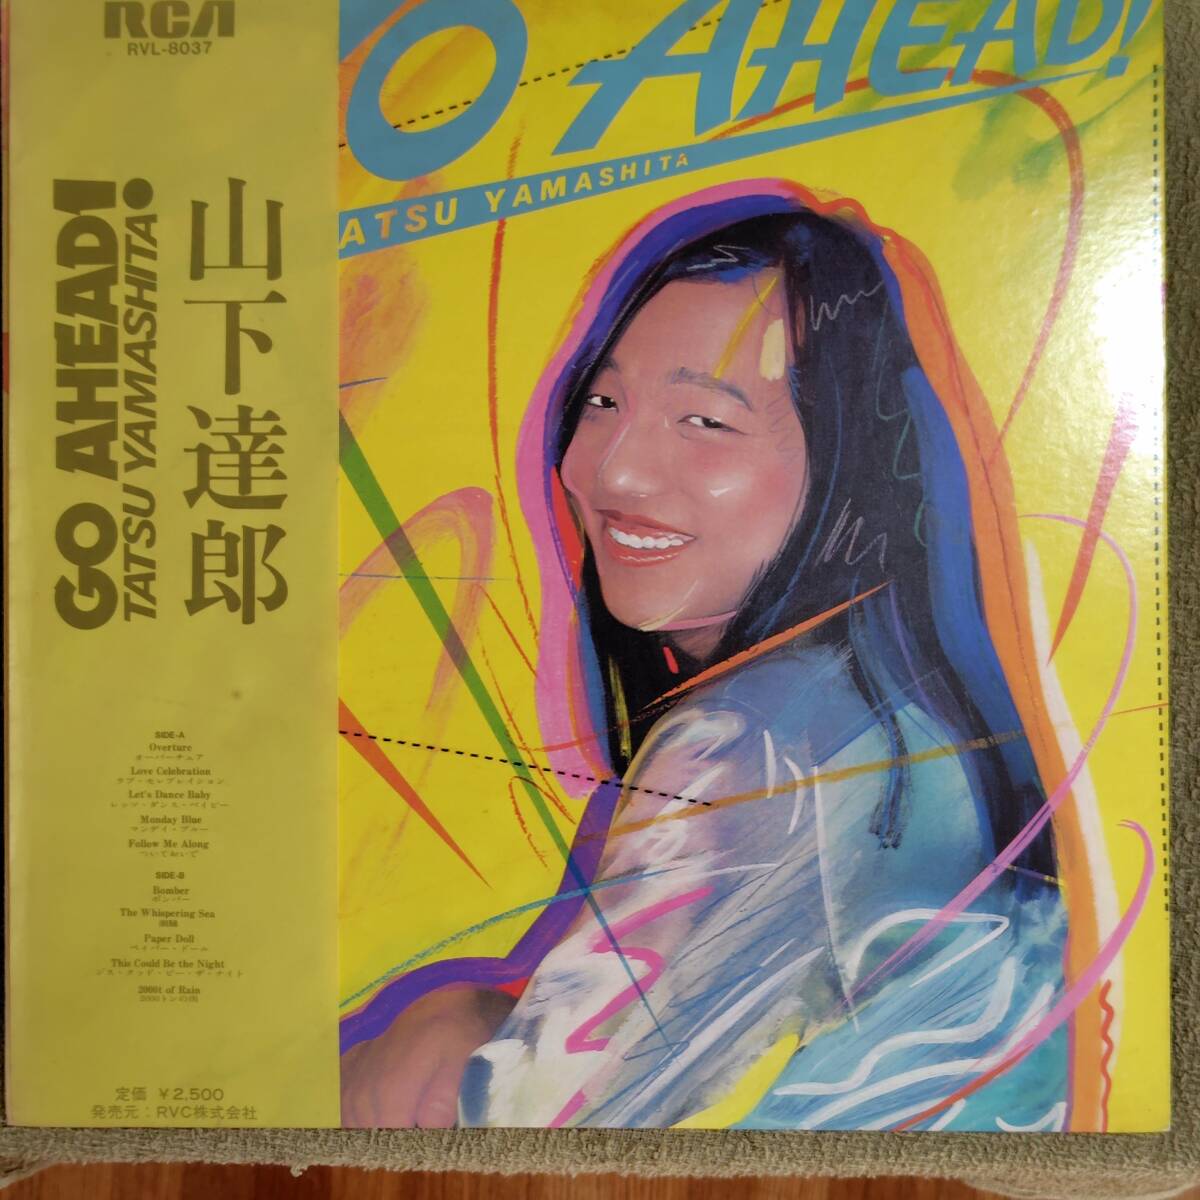 RCA
RVL-8037
GO AHEAD!
TATSU YAMASHITA
山下達郎
SIDE-A
Overture
オーバーチュア
Love Celebration
ラブ・セレブレイション
Let's Dance Baby
レッツ・ダンス・ベイビー
Monday Blue
マンデイ・ブルー
Follow Me Along
ついておいで
SIDE-B
Bomber
ボンバー
The Whispering Sea
潮騒
Paper Doll
ペイパー・ドール
This Could Be the Night
ジス・クッド・ビー・ザ・ナイト
2000t of Rain
2000トンの雨
定価 ¥2,500
発売元：RVC株式会社
O AHEAD!
ATSU YAMASHITA